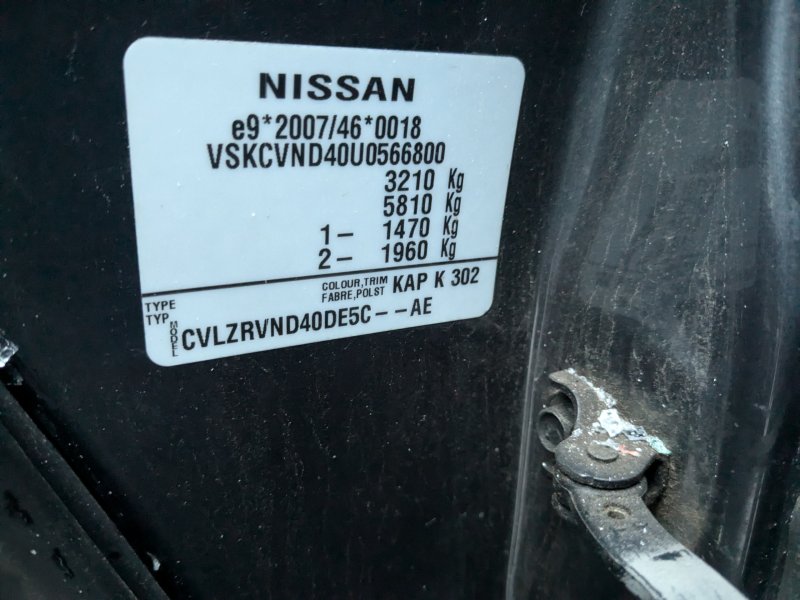 NISSAN
e9*2007/46*0018
VSKCVND40U0566800
3210 Kg
5810 Kg
1- 1470 Kg
2- 1960 Kg
COLOUR,TRIM KAP K 302
FABRE,POLST
TYPE
TYP
MODEL CVLZRVND40DE5C--AE